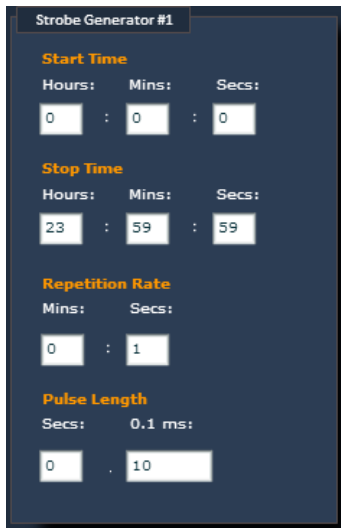 Strobe Generator #1
Start Time
Hours: Mins: Secs:
0 : 0 : 0
Stop Time
Hours: Mins: Secs:
23 : 59 : 59
Repetition Rate
Mins: Secs:
0 : 1
Pulse Length
Secs: 0.1 ms:
0 . 10